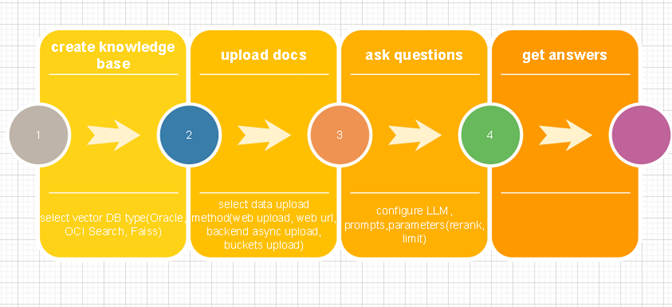 create knowledge
base
upload docs
ask questions
get answers
1
2
3
4
select vector DB type(Oracle,
OCI Search, Faiss)
select data upload
method(web upload, web url,
backend async upload,
buckets upload)
configure LLM,
prompts,parameters(rerank,
limit)